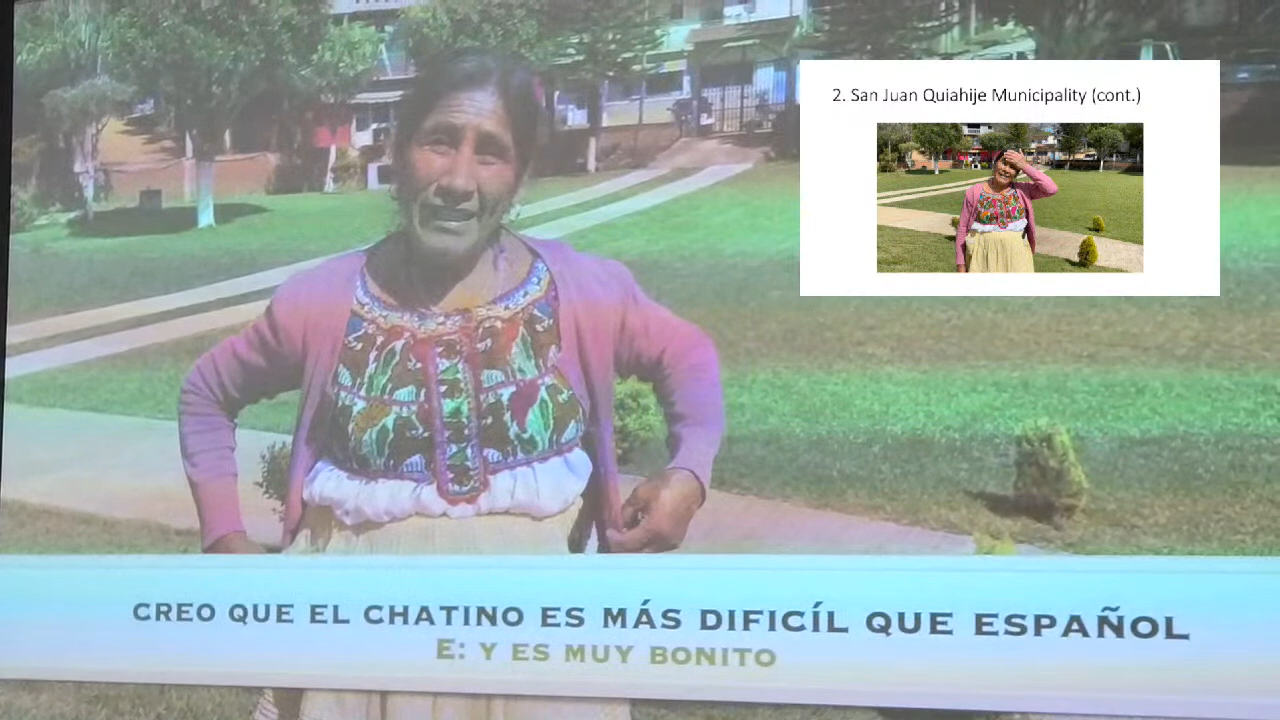 2. San Juan Quiahije Municipality (cont.)
CREO QUE EL CHATINO ES MÁS DIFICÍL QUE ESPAÑOL
E: Y ES MUY BONITO